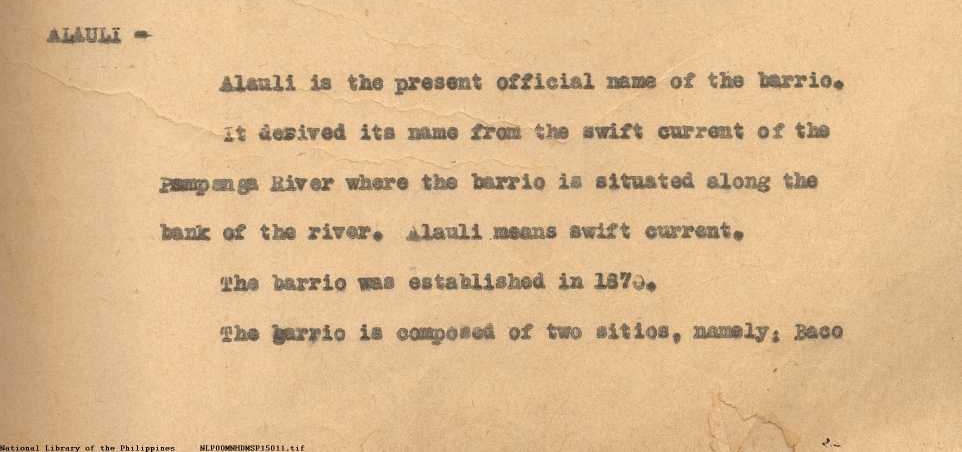 ALAULI -
Alauli is the present official name of the barrio.
It derived its name from the swift current of the
Pampanga River where the barrio is situated along the
bank of the river. Alauli means swift current.
The barrio was established in 1870.
The barrio is composed of two sitios, namely; Baco
National Library of the Philippines NLPOOMNHDMSP15011.tif